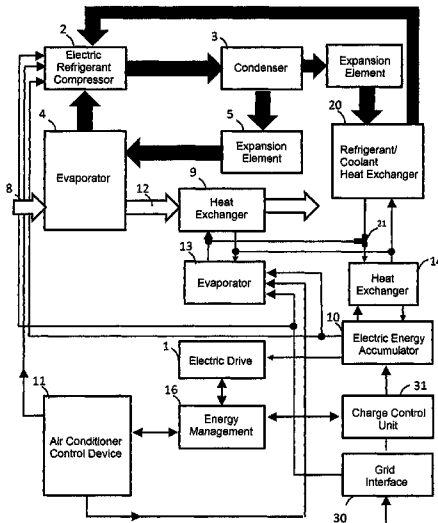 2
Electric
Refrigerant
Compressor
3
Condenser
Expansion
Element
4
Evaporator
5
Expansion
Element
20
Refrigerant/
Coolant
Heat Exchanger
8
12
9
Heat
Exchanger
21
13
Evaporator
14
Heat
Exchanger
10
Electric Energy
Accumulator
1
Electric Drive
16
Energy
Management
11
Air Conditioner
Control Device
31
Charge Control
Unit
Grid
Interface
30